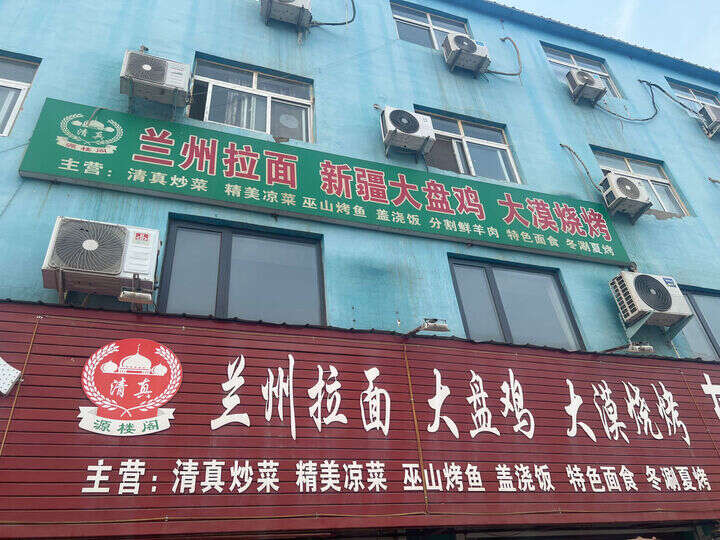 清真
源楼阁
兰州拉面 新疆大盘鸡 大漠烧烤
主营：清真炒菜 精美凉菜 巫山烤鱼 盖浇饭 分割鲜羊肉 特色面食 冬涮夏烤
清真
源楼阁
兰州拉面 大盘鸡 大漠烧烤
主营：清真炒菜 精美凉菜 巫山烤鱼 盖浇饭 特色面食 冬涮夏烤